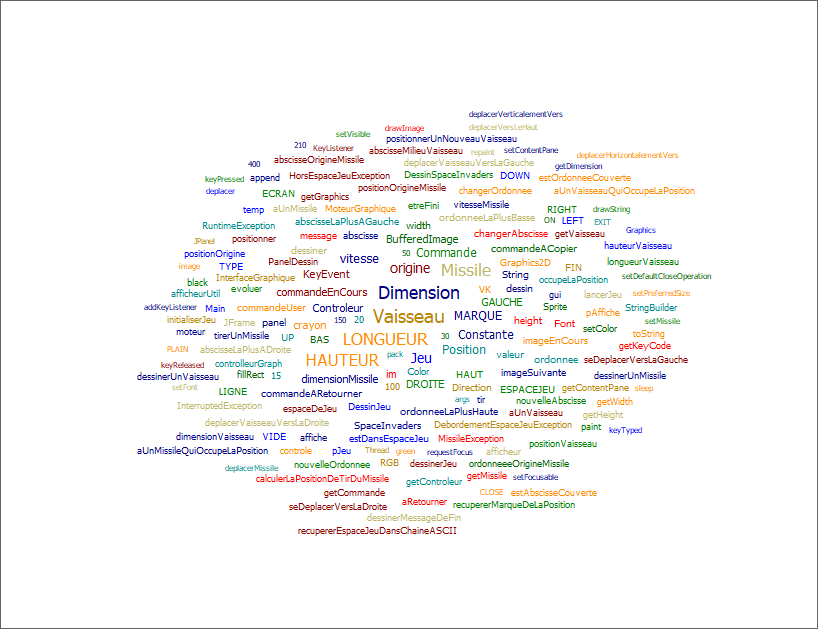 deplacerVerticalementVers
drawImage deplacerVersLeHaut
setVisible positionnerUnNouveauVaisseau
210 KeyListener abscisseMilieuVaisseau repaint setContentPane deplacerHorizontalementVers
400 abscisseOrigineMissile deplacerVaisseauVersLaGauche getDimension
keyPressed append HorsEspaceJeuException DessinSpaceInvaders DOWN estOrdonneeCouverte
deplacer ECRAN getGraphics positionOrigineMissile changerOrdonnee aUnVaisseauQuiOccupeLaPosition
temp aUnMissile MoteurGraphique etreFini vitesseMissile RIGHT drawString
RuntimeException abscisseLaPlusAGauche width ordonneeLaPlusBasse ON LEFT EXIT
JPanel positionner message abscisse BufferedImage changerAbscisse getVaisseau Graphics
positionOrigine dessiner 50 Commande commandeACopier hauteurVaisseau
image TYPE PanelDessin vitesse origine Missile Graphics2D FIN longueurVaisseau
black InterfaceGraphique KeyEvent String occupeLaPosition setDefaultCloseOperation
afficheurUtil evoluer commandeEnCours Dimension VK dessin gui lancerJeu setPreferredSize
addKeyListener Main commandeUser Controleur Vaisseau MARQUE GAUCHE Sprite pAffiche StringBuilder
initialiserJeu JFrame panel crayon 150 20 height Font setColor setMissile
moteur tirerUnMissile UP BAS LONGUEUR 30 Constante imageEnCours toString
PLAIN abscisseLaPlusADroite HAUTEUR pack Jeu Position valeur ordonnee getKeyCode
keyReleased controlleurGraph seDeplacerVersLaGauche
dessinerUnVaisseau fillRect 15 dimensionMissile im Color HAUT imageSuivante dessinerUnMissile
setFont LIGNE commandeARetourner 100 DROITE Direction ESPACEJEU getContentPane sleep
InterruptedException espaceDeJeu DessinJeu ordonneeLaPlusHaute args tir aUnVaisseau nouvelleAbscisse getWidth
deplacerVaisseauVersLaDroite SpaceInvaders DebordementEspaceJeuException paint getHeight
dimensionVaisseau VIDE affiche estDansEspaceJeu MissileException positionVaisseau keyTyped
aUnMissileQuiOccupeLaPosition controle pJeu Thread green requestFocus afficheur
deplacerMissile nouvelleOrdonnee RGB dessinerJeu ordonneeeOrigineMissile
calculerLaPositionDeTirDuMissile getControleur getMissile setFocusable
getCommande CLOSE estAbscisseCouverte
seDeplacerVersLaDroite aRetourner recupererMarqueDeLaPosition
dessinerMessageDeFin
recupererEspaceJeuDansChaineASCII